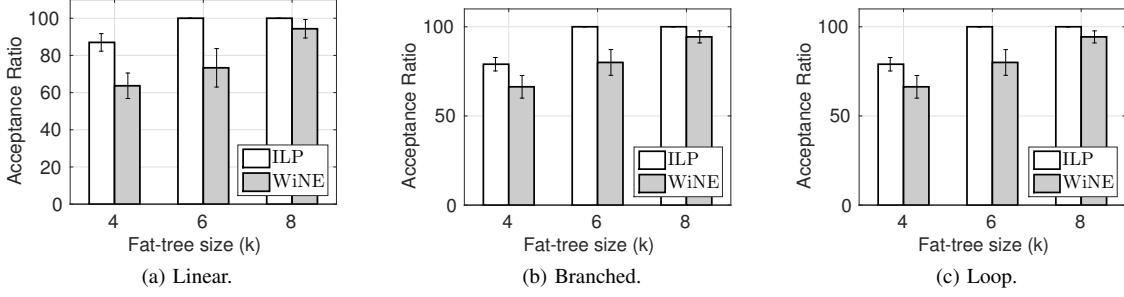 Acceptance Ratio
100
80
60
40
20
0
ILP
WiNE
4 6 8
Fat-tree size (k)
(a) Linear.
Acceptance Ratio
100
50
0
ILP
WiNE
4 6 8
Fat-tree size (k)
(b) Branched.
Acceptance Ratio
100
50
0
ILP
WiNE
4 6 8
Fat-tree size (k)
(c) Loop.